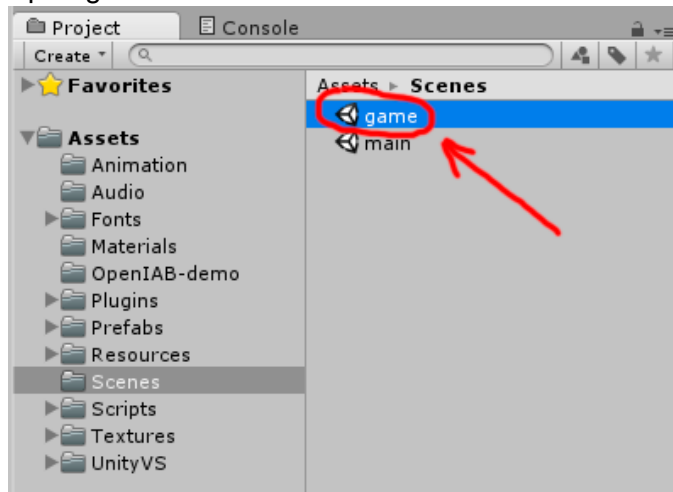 Project Console
Create
Favorites
Assets ▸ Scenes
game
Assets
main
Animation
Audio
Fonts
Materials
OpenIAB-demo
Plugins
Prefabs
Resources
Scenes
Scripts
Textures
UnityVS